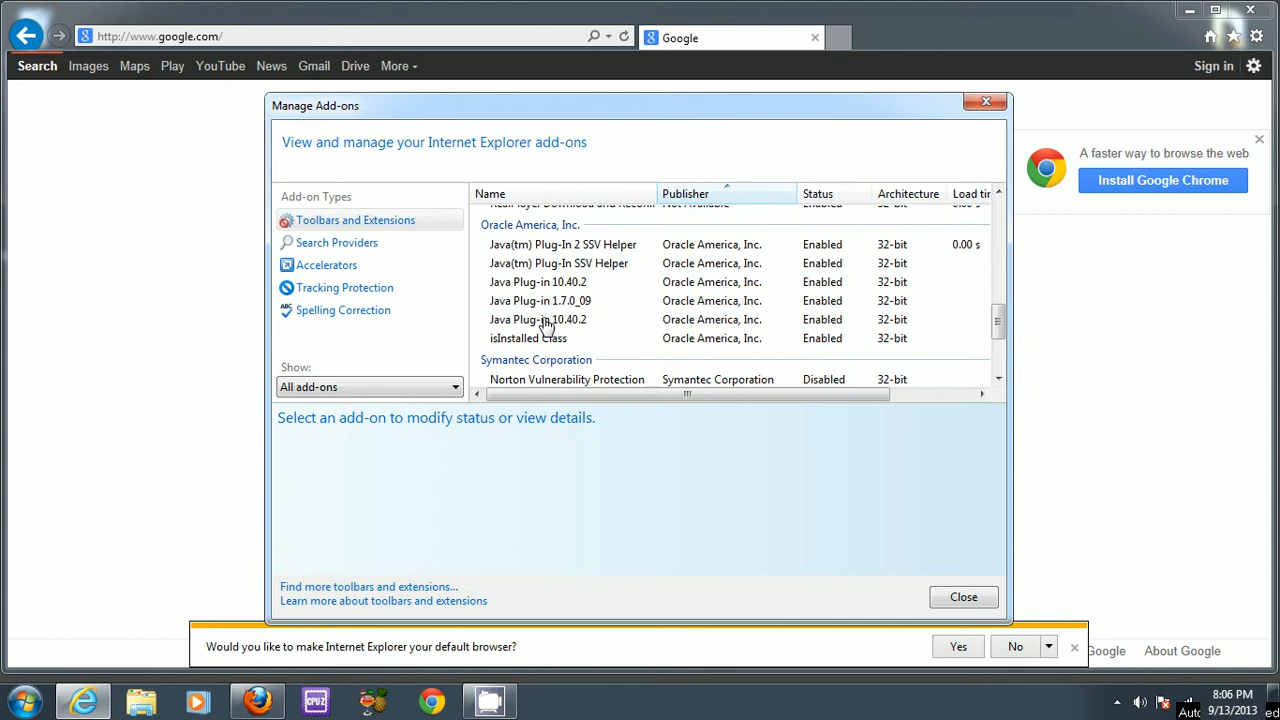 http://www.google.com/
Google
Search Images Maps Play YouTube News Gmail Drive More
Sign in
Manage Add-ons
View and manage your Internet Explorer add-ons
A faster way to browse the web
Install Google Chrome
Add-on Types
Toolbars and Extensions
Search Providers
Accelerators
Tracking Protection
Spelling Correction
Show:
All add-ons
Name Publisher Status Architecture Load tin
Oracle America, Inc.
Java(tm) Plug-In 2 SSV Helper Oracle America, Inc. Enabled 32-bit 0.00 s
Java(tm) Plug-In SSV Helper Oracle America, Inc. Enabled 32-bit
Java Plug-in 10.40.2 Oracle America, Inc. Enabled 32-bit
Java Plug-in 1.7.0_09 Oracle America, Inc. Enabled 32-bit
Java Plug-in 10.40.2 Oracle America, Inc. Enabled 32-bit
isInstalled Class Oracle America, Inc. Enabled 32-bit
Symantec Corporation
Norton Vulnerability Protection Symantec Corporation Disabled 32-bit
Select an add-on to modify status or view details.
Find more toolbars and extensions...
Learn more about toolbars and extensions
Close
Would you like to make Internet Explorer your default browser?
Yes No
Google About Google
CPUZ
8:06 PM
9/13/2013